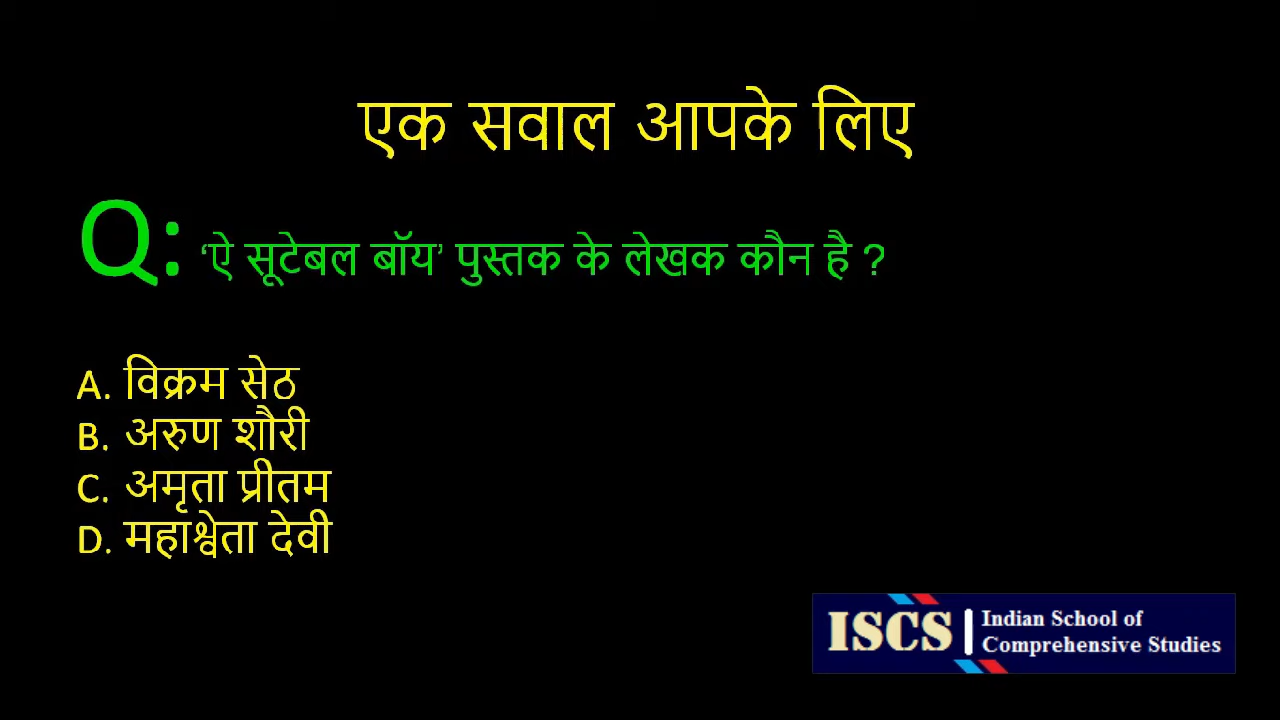 एक सवाल आपके लिए
Q: ‘ऐ सूटेबल बॉय’ पुस्तक के लेखक कौन है ?
A. विक्रम सेठ
B. अरुण शौरी
C. अमृता प्रीतम
D. महाश्वेता देवी
ISCS
Indian School of
Comprehensive Studies